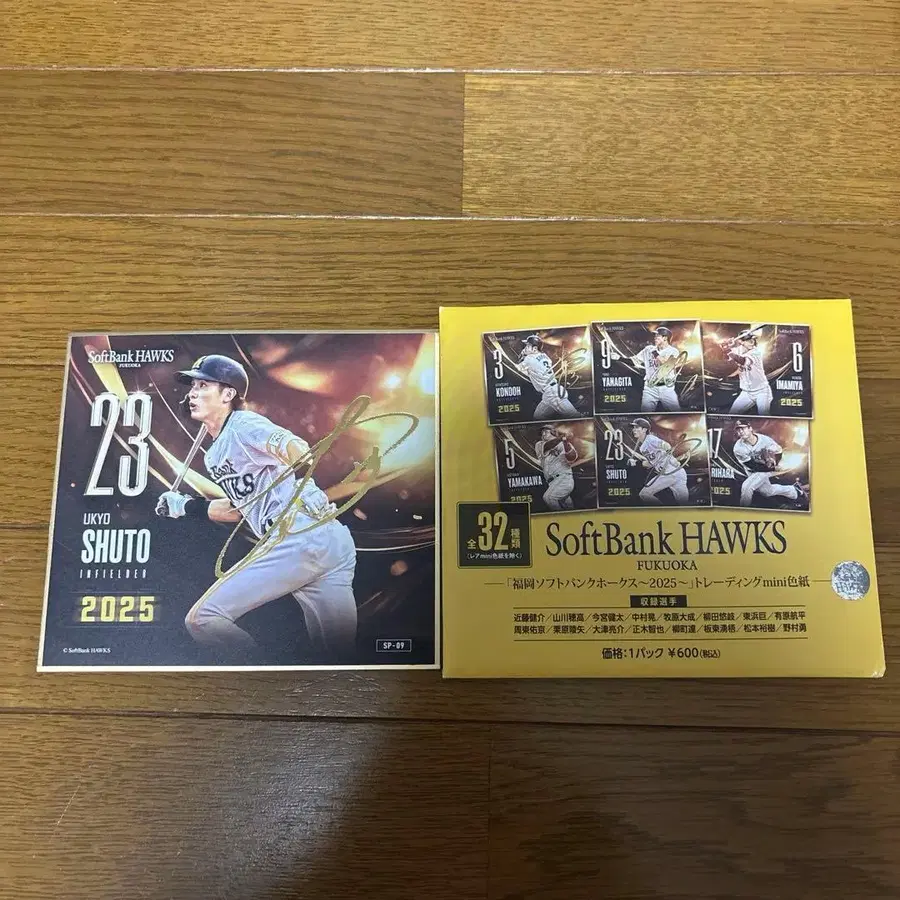 SoftBank HAWKS
FUKUOKA
23
UKYO
SHUTO
INFIELDER
2025
© SoftBank HAWKS
SP-09
3
KONDOH
9
YANAGITA
2025
6
IMAMIYA
2025
5
YAMAKAWA
23
SHUTO
2025
17
RIHARA
2025
全32種類
(レアmini色紙を除く)
SoftBank HAWKS
FUKUOKA
「福岡ソフトバンクホークス～2025～」トレーディングmini色紙
収録選手
近藤健介/山川穂高/今宮健太/中村晃/牧原大成/柳田悠岐/東浜巨/有原航平
周東佑京/栗原陵矢/大津亮介/正木智也/柳町達/板東湧梧/松本裕樹/野村勇
価格:1パック ¥600(税込)